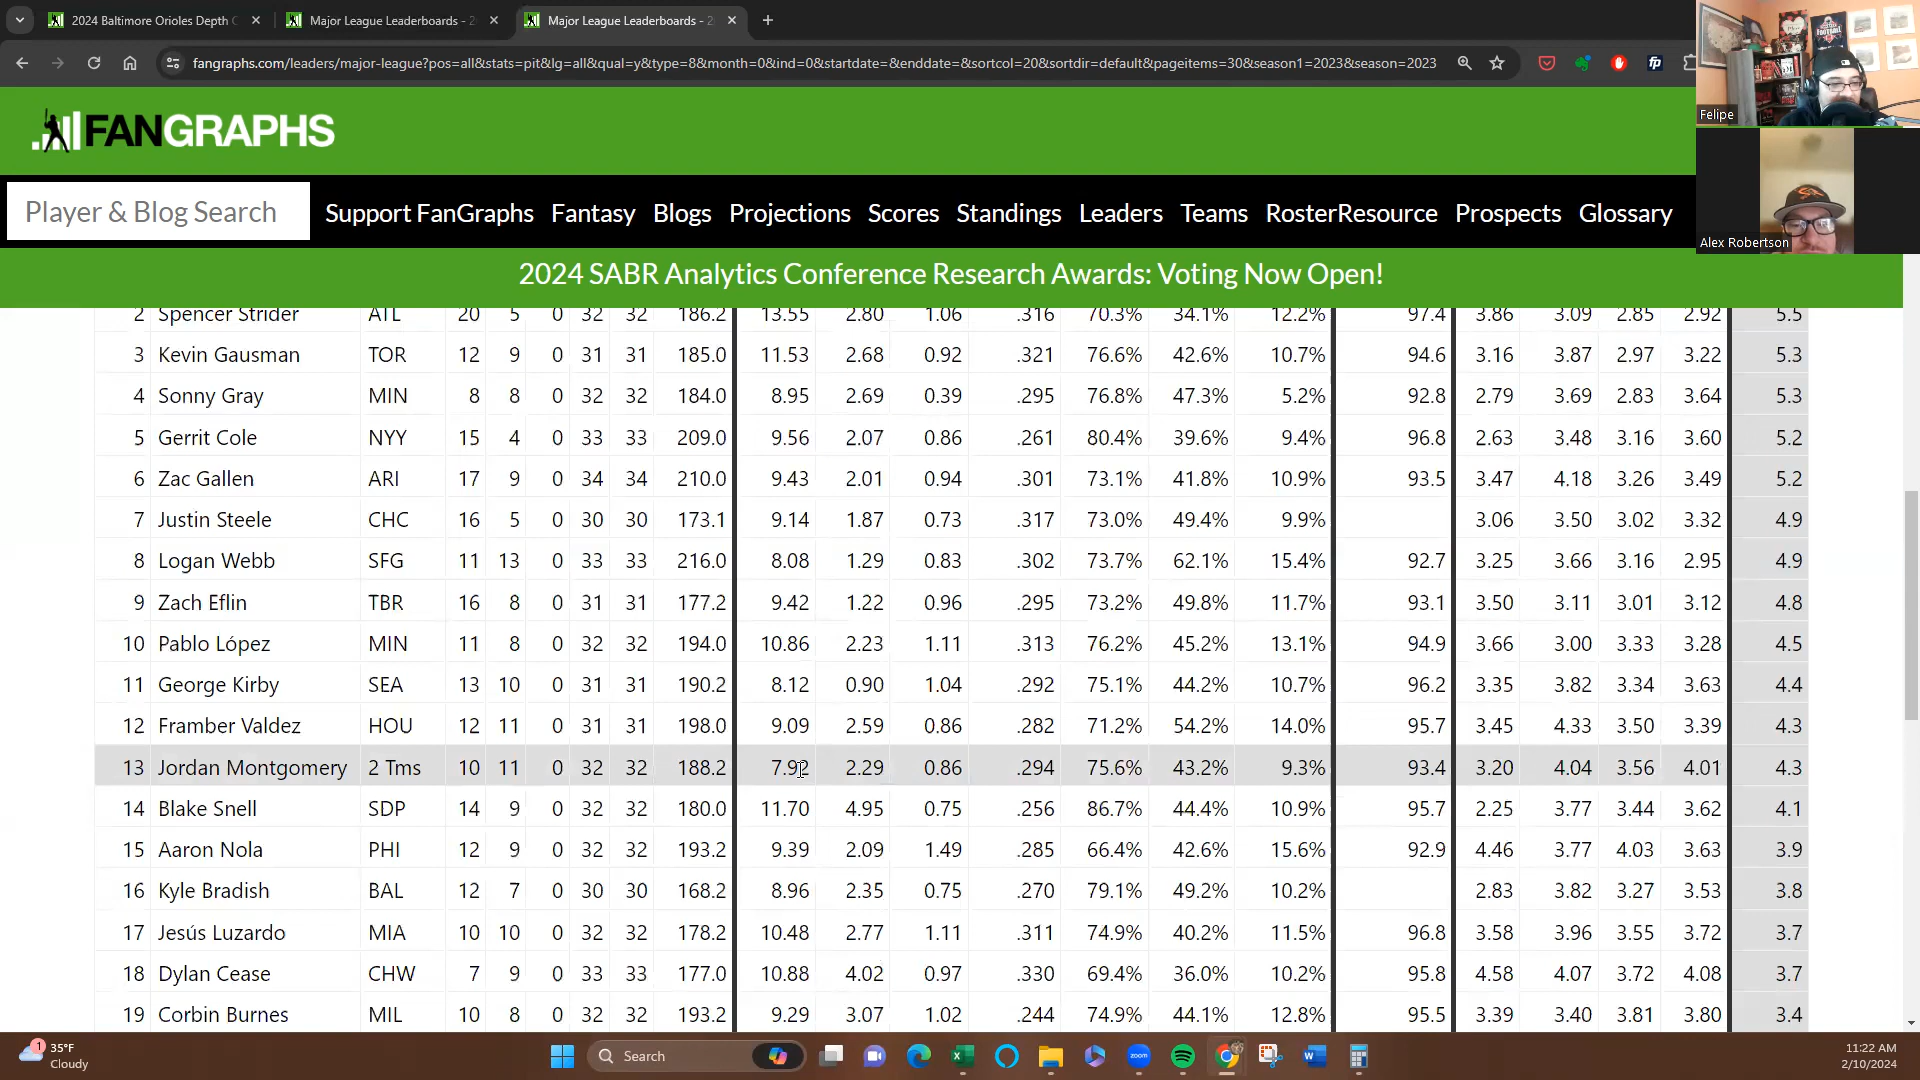 2024 Baltimore Orioles Depth C
Major League Leaderboards - 2
Major League Leaderboards - 2
fangraphs.com/leaders/major-league?pos=all&stats=pit&lg=all&qual=y&type=8&month=0&ind=0&startdate=&enddate=&sortcol=20&sortdir=default&pageitems=30&season1=2023&season=2023
fp
Felipe
Alex Robertson
FANGRAPHS
Player & Blog Search Support FanGraphs Fantasy Blogs Projections Scores Standings Leaders Teams RosterResource Prospects Glossary
2024 SABR Analytics Conference Research Awards: Voting Now Open!
2 Spencer Strider ATL 20 5 0 32 32 186.2 13.55 2.80 1.06 .316 70.3% 34.1% 12.2% 97.4 3.86 3.09 2.85 2.92 5.5
3 Kevin Gausman TOR 12 9 0 31 31 185.0 11.53 2.68 0.92 .321 76.6% 42.6% 10.7% 94.6 3.16 3.87 2.97 3.22 5.3
4 Sonny Gray MIN 8 8 0 32 32 184.0 8.95 2.69 0.39 .295 76.8% 47.3% 5.2% 92.8 2.79 3.69 2.83 3.64 5.3
5 Gerrit Cole NYY 15 4 0 33 33 209.0 9.56 2.07 0.86 .261 80.4% 39.6% 9.4% 96.8 2.63 3.48 3.16 3.60 5.2
6 Zac Gallen ARI 17 9 0 34 34 210.0 9.43 2.01 0.94 .301 73.1% 41.8% 10.9% 93.5 3.47 4.18 3.26 3.49 5.2
7 Justin Steele CHC 16 5 0 30 30 173.1 9.14 1.87 0.73 .317 73.0% 49.4% 9.9% 3.06 3.50 3.02 3.32 4.9
8 Logan Webb SFG 11 13 0 33 33 216.0 8.08 1.29 0.83 .302 73.7% 62.1% 15.4% 92.7 3.25 3.66 3.16 2.95 4.9
9 Zach Eflin TBR 16 8 0 31 31 177.2 9.42 1.22 0.96 .295 73.2% 49.8% 11.7% 93.1 3.50 3.11 3.01 3.12 4.8
10 Pablo López MIN 11 8 0 32 32 194.0 10.86 2.23 1.11 .313 76.2% 45.2% 13.1% 94.9 3.66 3.00 3.33 3.28 4.5
11 George Kirby SEA 13 10 0 31 31 190.2 8.12 0.90 1.04 .292 75.1% 44.2% 10.7% 96.2 3.35 3.82 3.34 3.63 4.4
12 Framber Valdez HOU 12 11 0 31 31 198.0 9.09 2.59 0.86 .282 71.2% 54.2% 14.0% 95.7 3.45 4.33 3.50 3.39 4.3
13 Jordan Montgomery 2 Tms 10 11 0 32 32 188.2 7.92 2.29 0.86 .294 75.6% 43.2% 9.3% 93.4 3.20 4.04 3.56 4.01 4.3
14 Blake Snell SDP 14 9 0 32 32 180.0 11.70 4.95 0.75 .256 86.7% 44.4% 10.9% 95.7 2.25 3.77 3.44 3.62 4.1
15 Aaron Nola PHI 12 9 0 32 32 193.2 9.39 2.09 1.49 .285 66.4% 42.6% 15.6% 92.9 4.46 3.77 4.03 3.63 3.9
16 Kyle Bradish BAL 12 7 0 30 30 168.2 8.96 2.35 0.75 .270 79.1% 49.2% 10.2% 2.83 3.82 3.27 3.53 3.8
17 Jesús Luzardo MIA 10 10 0 32 32 178.2 10.48 2.77 1.11 .311 74.9% 40.2% 11.5% 96.8 3.58 3.96 3.55 3.72 3.7
18 Dylan Cease CHW 7 9 0 33 33 177.0 10.88 4.02 0.97 .330 69.4% 36.0% 10.2% 95.8 4.58 4.07 3.72 4.08 3.7
19 Corbin Burnes MIL 10 8 0 32 32 193.2 9.29 3.07 1.02 .244 74.9% 44.1% 12.8% 95.5 3.39 3.40 3.81 3.80 3.4
1
35°F
Cloudy
Search
zoom
11:22 AM
2/10/2024